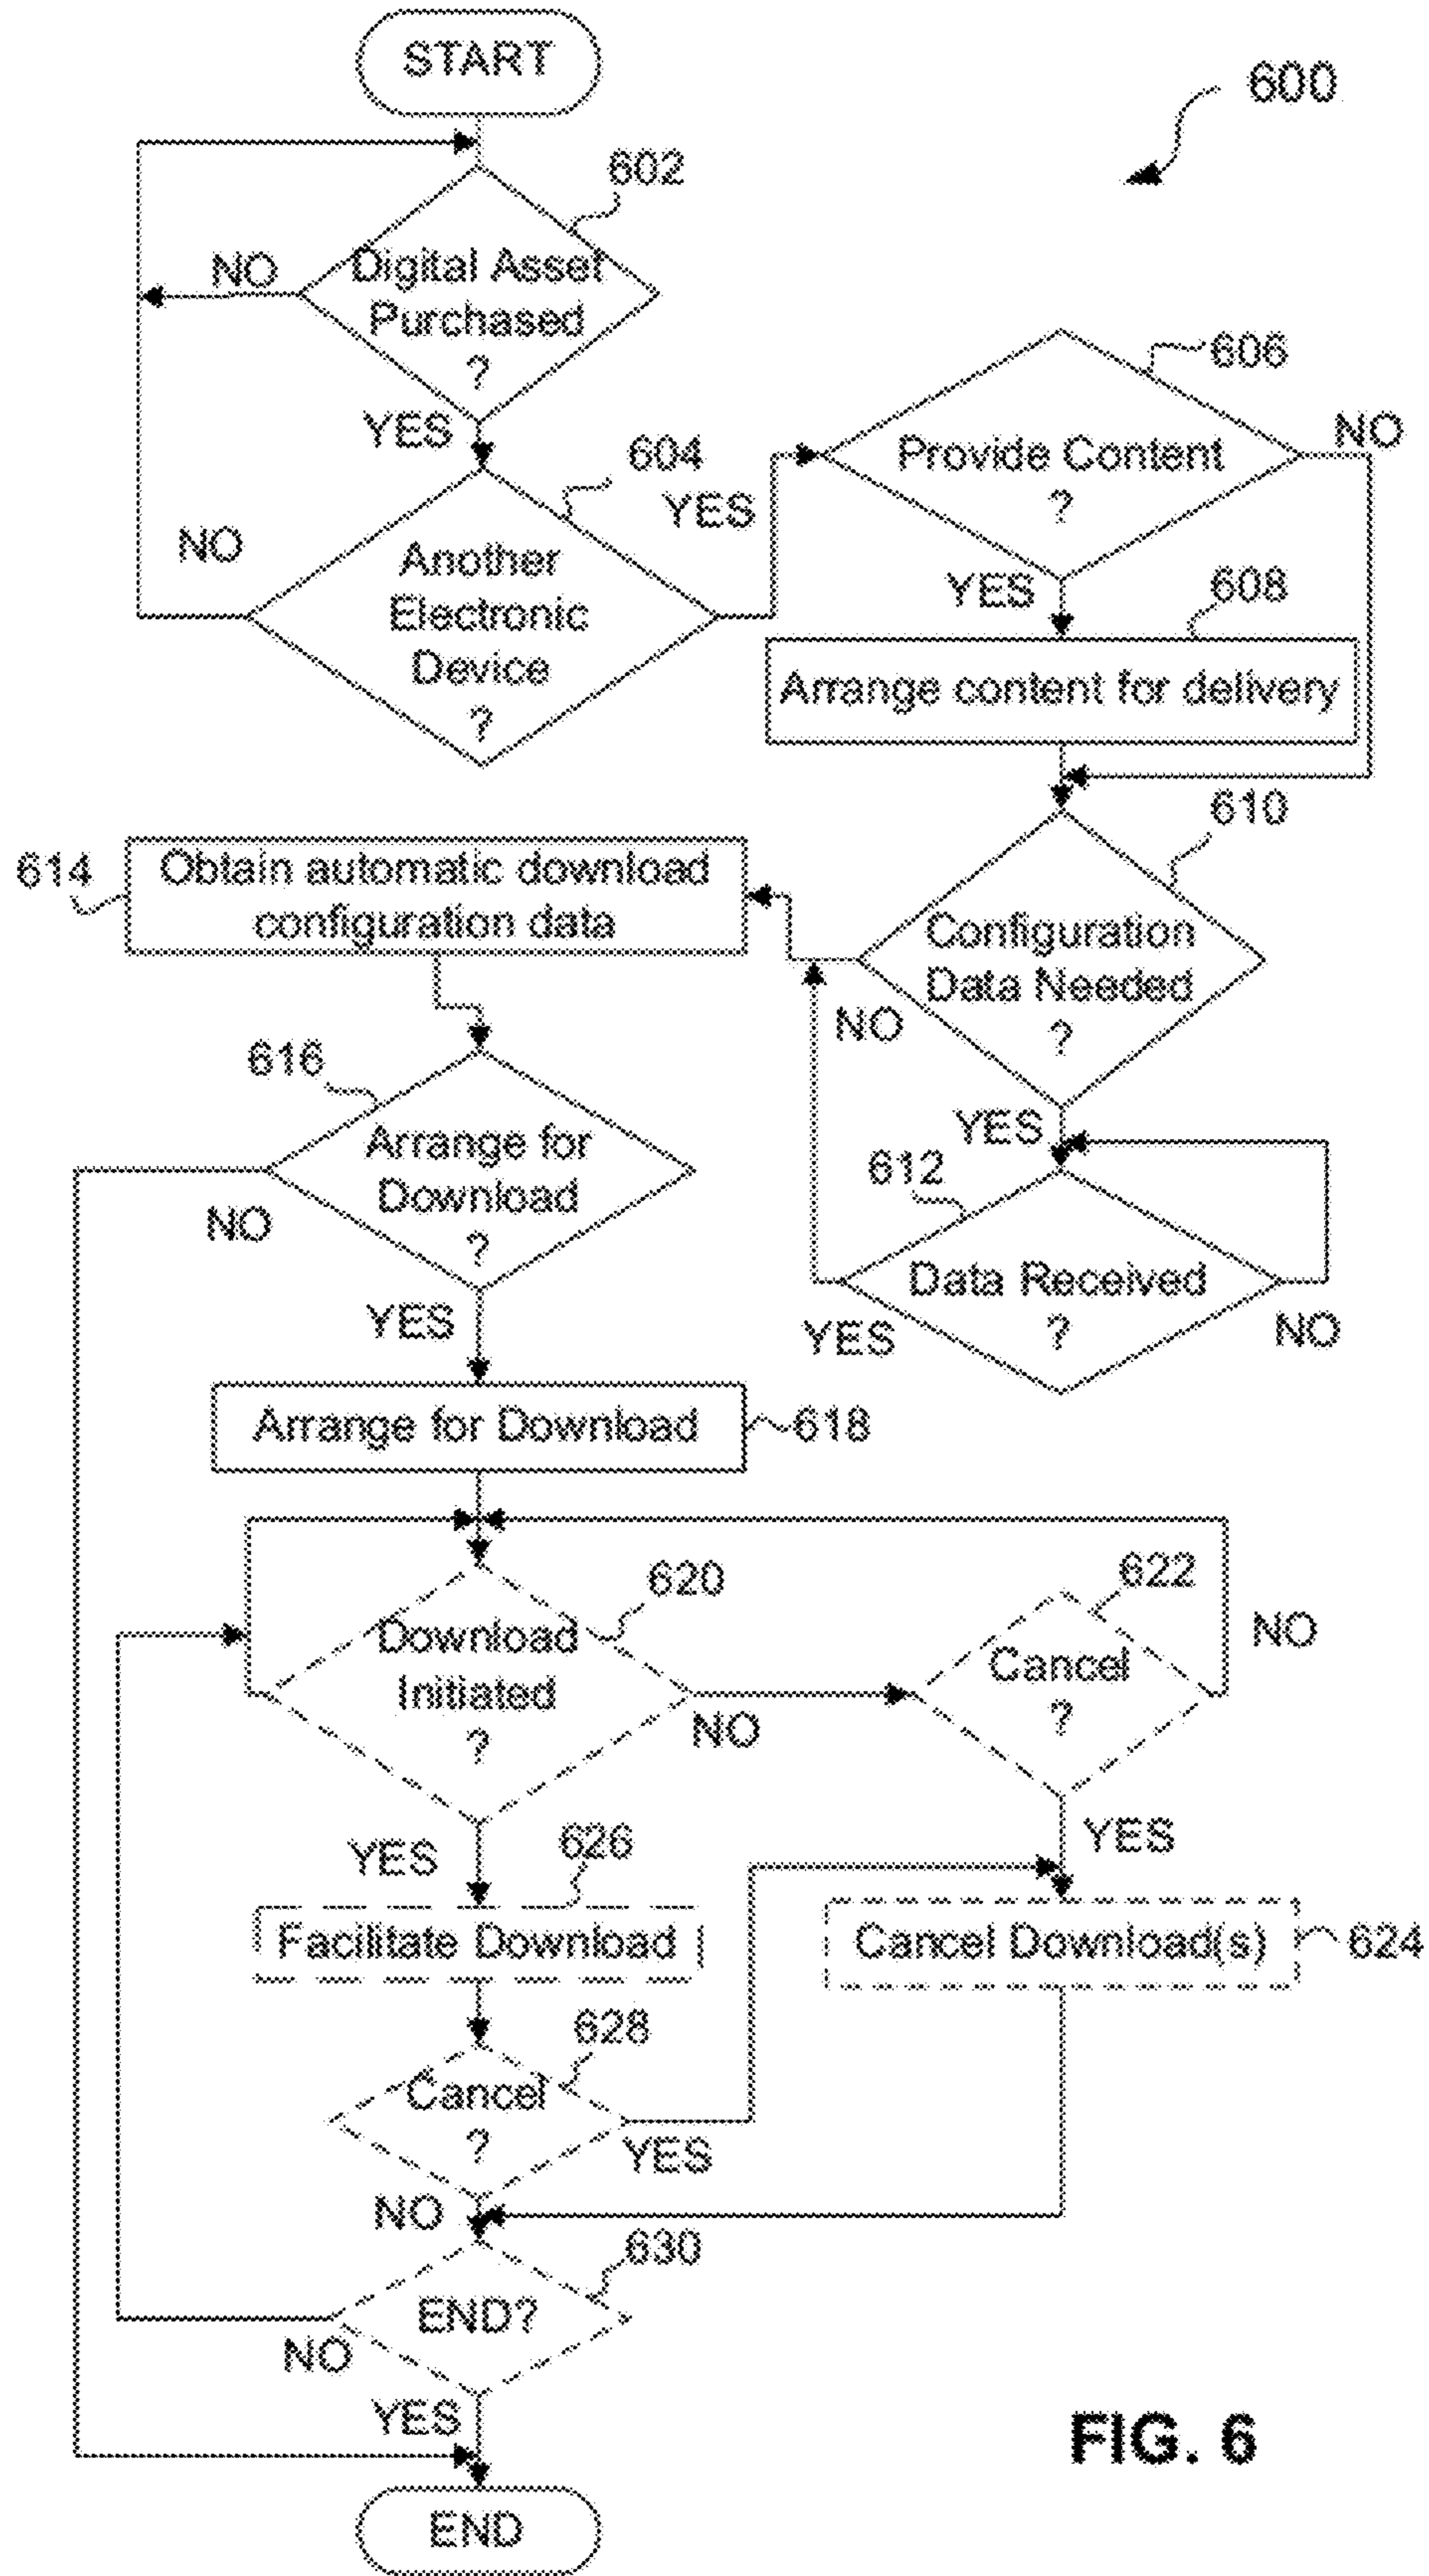 START
600
602
Digital Asset
Purchased
?
NO
YES
604
Another
Electronic
Device
?
NO
YES
606
Provide Content
?
NO
YES
608
Arrange content for delivery
610
Configuration
Data Needed
?
NO
YES
612
Data Received
?
YES
NO
614
Obtain automatic download
configuration data
616
Arrange for
Download
?
NO
YES
Arrange for Download
618
620
Download
Initiated
?
NO
YES
622
Cancel
?
NO
YES
626
Facilitate Download
Cancel Download(s)
624
628
Cancel
?
YES
NO
630
END?
NO
YES
END
FIG. 6